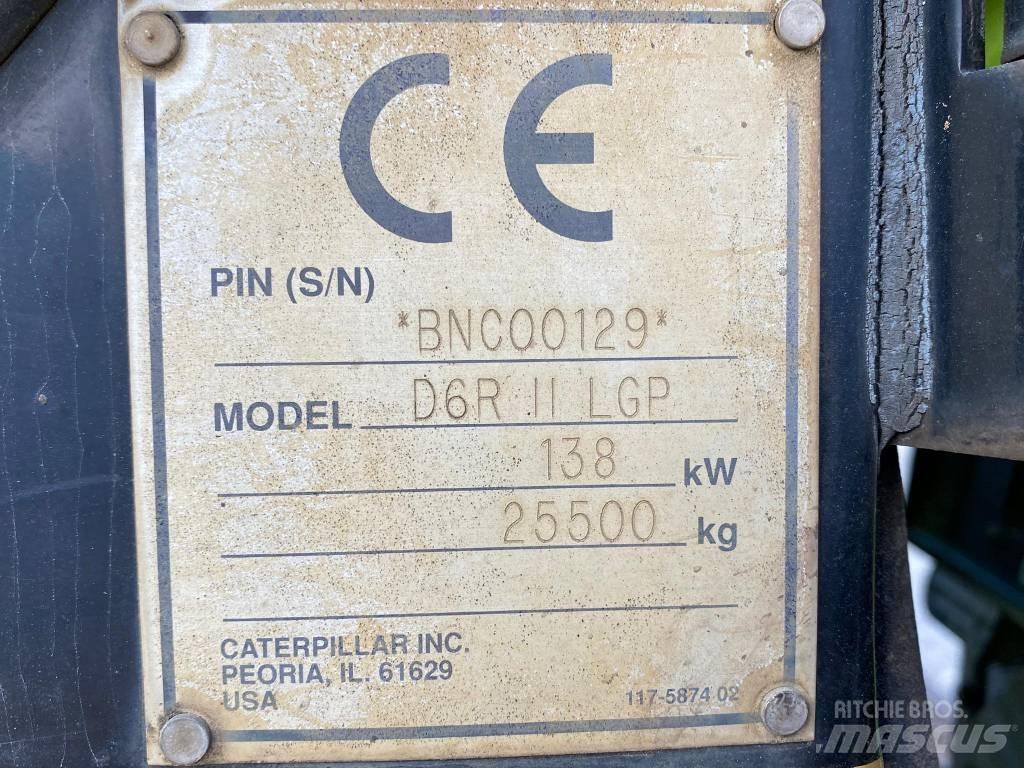 CE
PIN (S/N)
*BNC00129*
MODEL D6R II LGP
138 kW
25500 kg
CATERPILLAR INC.
PEORIA, IL. 61629
USA
117-5874 02
RITCHIE BROS.
MASCUS